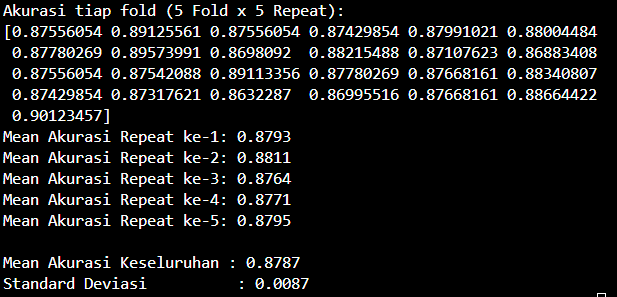 Akurasi tiap fold (5 Fold x 5 Repeat):
[0.87556054 0.89125561 0.87556054 0.87429854 0.87991021 0.88004484
0.87780269 0.89573991 0.8698092  0.88215488 0.87107623 0.86883408
0.87556054 0.87542088 0.89113356 0.87780269 0.87668161 0.88340807
0.87429854 0.87317621 0.8632287  0.86995516 0.87668161 0.88664422
0.90123457]
Mean Akurasi Repeat ke-1: 0.8793
Mean Akurasi Repeat ke-2: 0.8811
Mean Akurasi Repeat ke-3: 0.8764
Mean Akurasi Repeat ke-4: 0.8771
Mean Akurasi Repeat ke-5: 0.8795
Mean Akurasi Keseluruhan : 0.8787
Standard Deviasi         : 0.0087